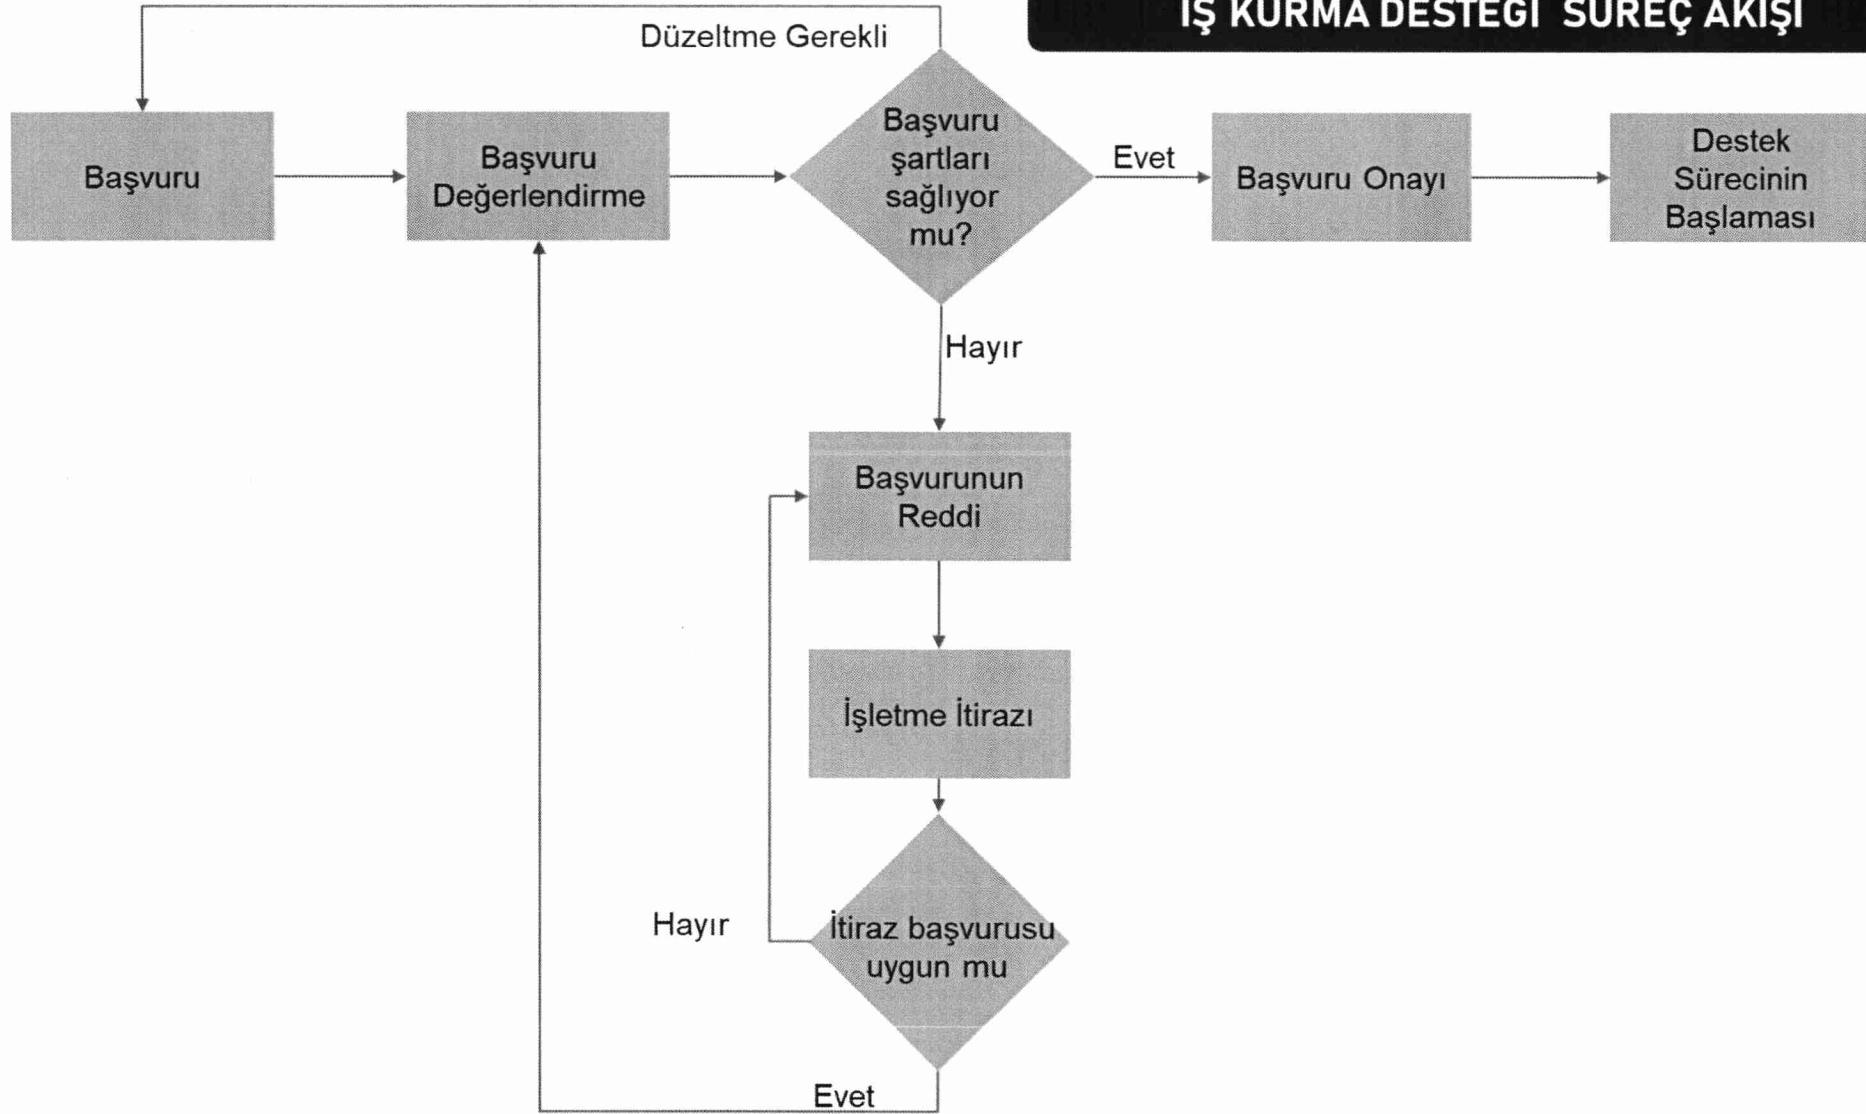 İŞ KURMA DESTEĞİ SÜREÇ AKIŞI
Düzeltme Gerekli
Başvuru
Başvuru
Değerlendirme
Başvuru
şartları
sağlıyor
mu?
Evet
Başvuru Onayı
Destek
Sürecinin
Başlaması
Hayır
Başvurunun
Reddi
İşletme İtirazı
Hayır
İtiraz başvurusu
uygun mu
Evet